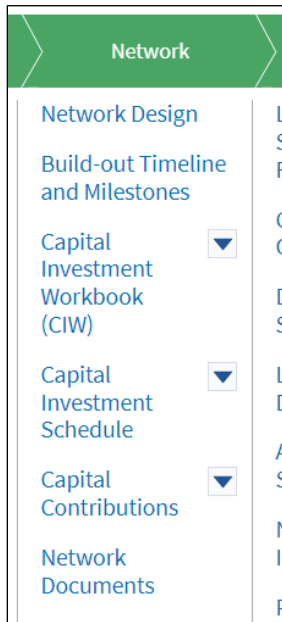 Network
Network Design
Build-out Timeline
and Milestones
Capital
Investment
Workbook
(CIW)
Capital
Investment
Schedule
Capital
Contributions
Network
Documents